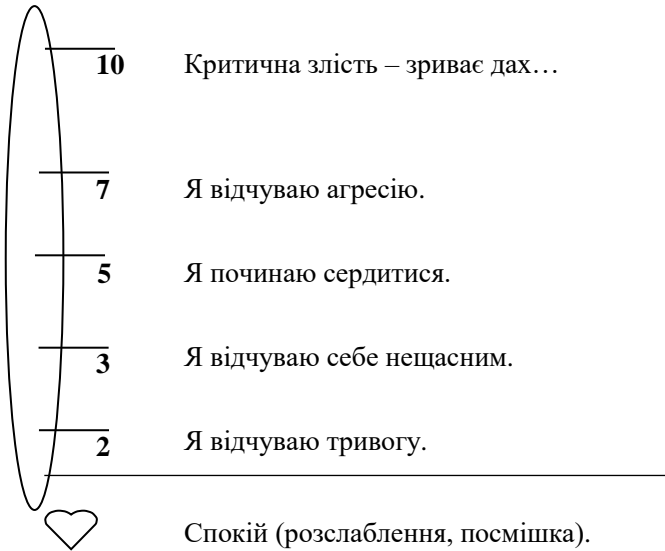 10 Критична злість – зриває дах…
7 Я відчуваю агресію.
5 Я починаю сердитися.
3 Я відчуваю себе нещасним.
2 Я відчуваю тривогу.
Спокій (розслаблення, посмішка).